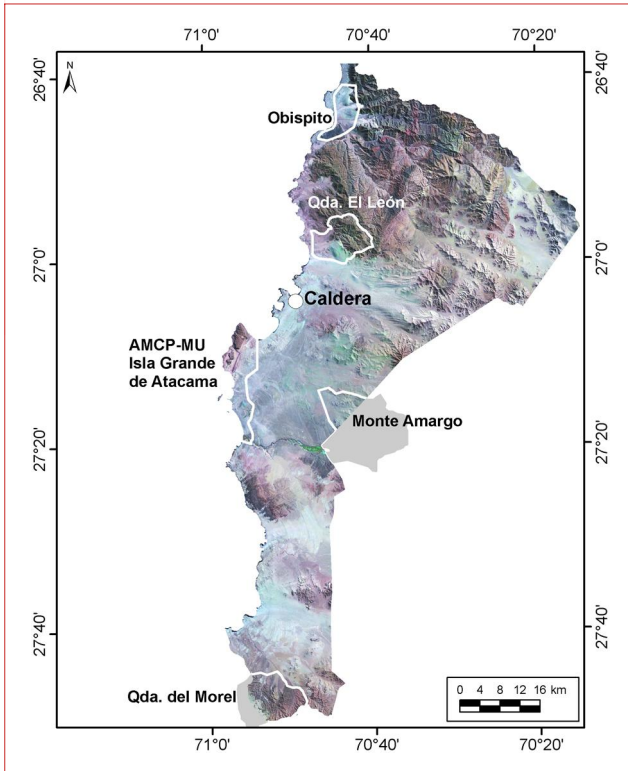 71°0' 70°40' 70°20'
26°40' 26°40'
N
Obispito
Qda. El León
27°0' 27°0'
Caldera
AMCP-MU
Isla Grande
de Atacama
Monte Amargo
27°20' 27°20'
27°40' 27°40'
Qda. del Morel
0 4 8 12 16 km
71°0' 70°40' 70°20'